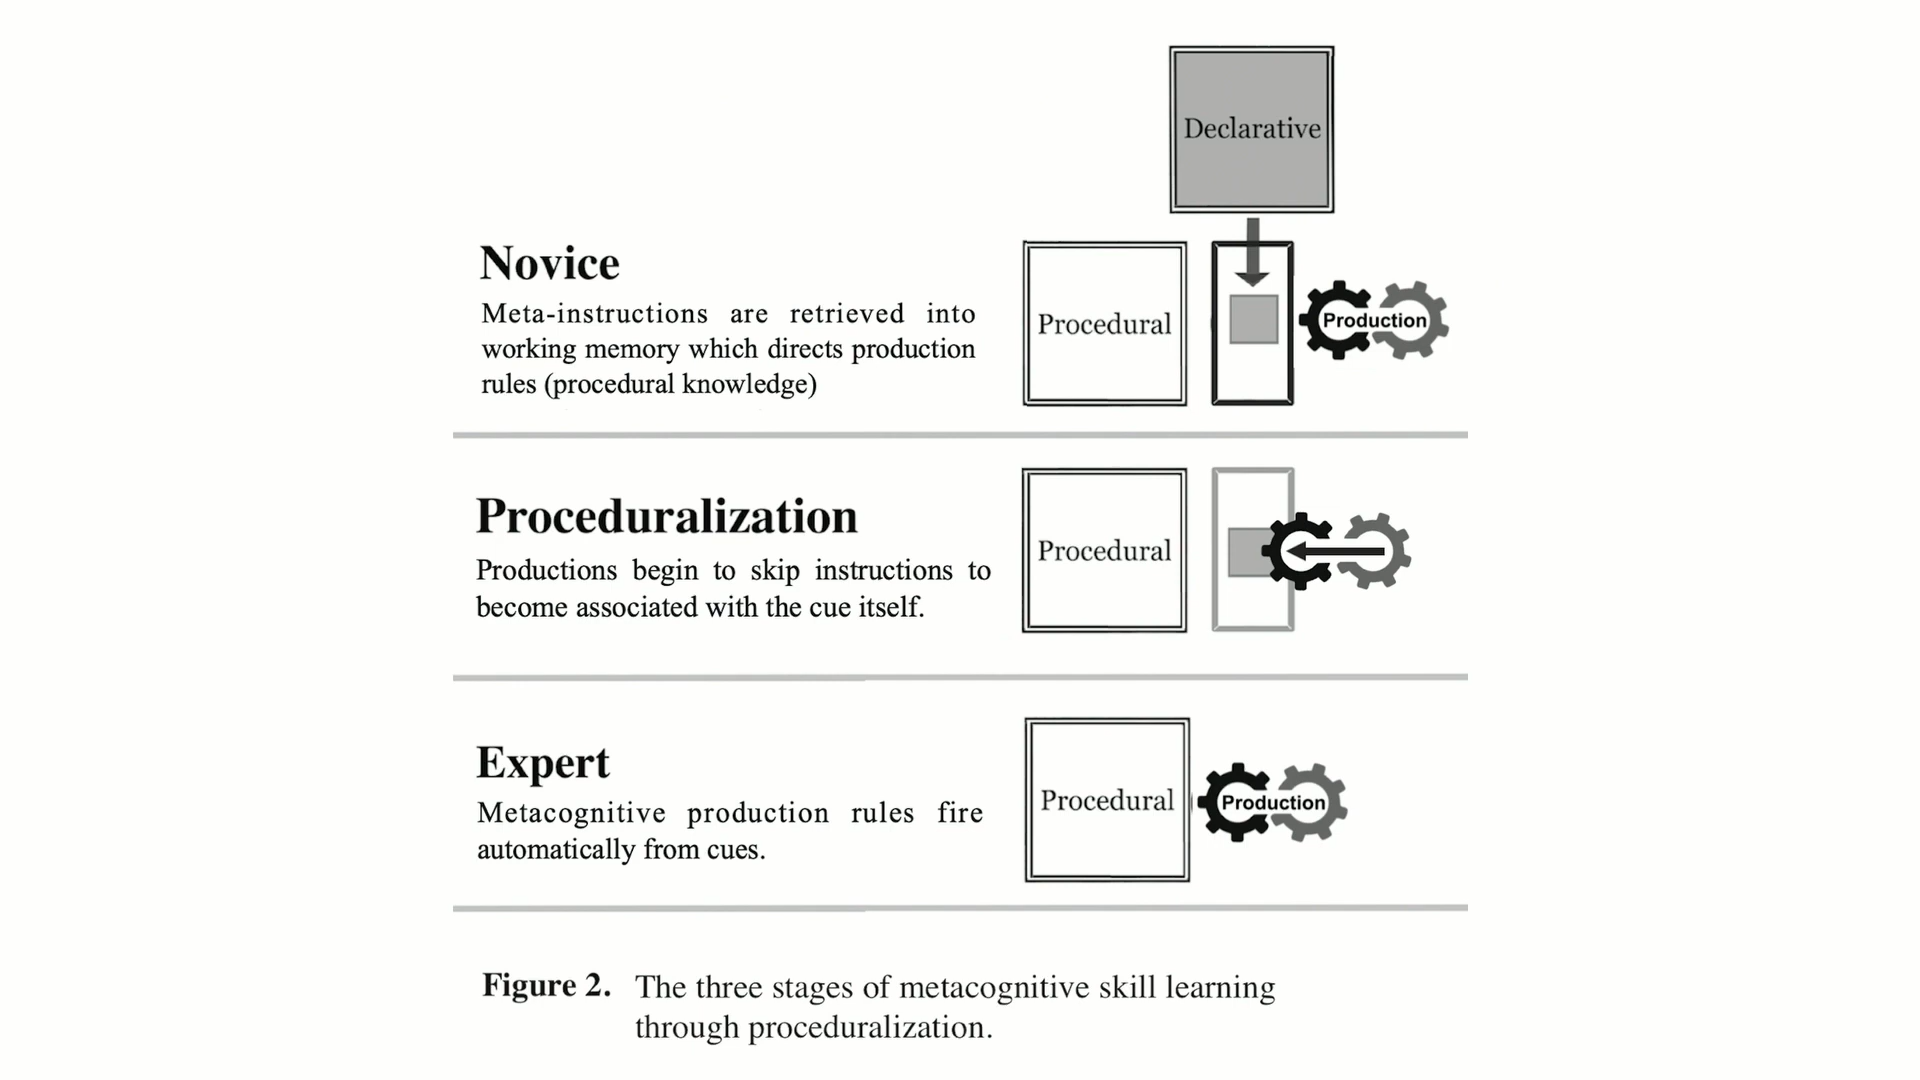 Declarative
Novice
Meta-instructions are retrieved into
working memory which directs production
rules (procedural knowledge)
Procedural
Production
Proceduralization
Productions begin to skip instructions to
become associated with the cue itself.
Procedural
Expert
Metacognitive production rules fire
automatically from cues.
Procedural
Production
Figure 2. The three stages of metacognitive skill learning
through proceduralization.